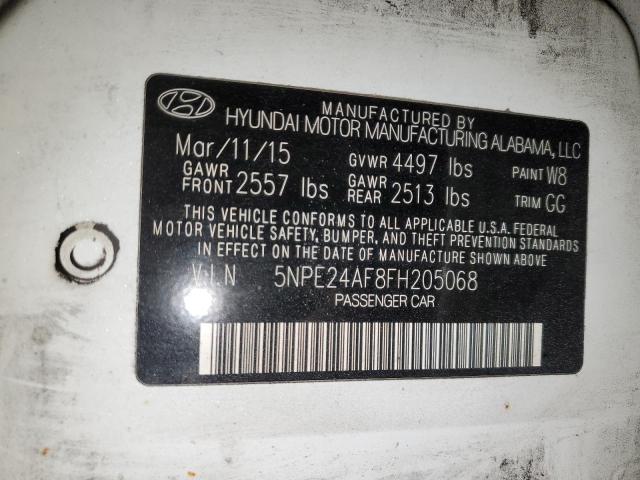 MANUFACTURED BY
HYUNDAI MOTOR MANUFACTURING ALABAMA, LLC
Mar/11/15 GVWR 4497 lbs PAINT W8
GAWR FRONT 2557 lbs GAWR REAR 2513 lbs TRIM GG
THIS VEHICLE CONFORMS TO ALL APPLICABLE U.S.A. FEDERAL
MOTOR VEHICLE SAFETY, BUMPER, AND THEFT PREVENTION STANDARDS
IN EFFECT ON THE DATE OF MANUFACTURE SHOWN ABOVE.
V.I.N 5NPE24AF8FH205068
PASSENGER CAR